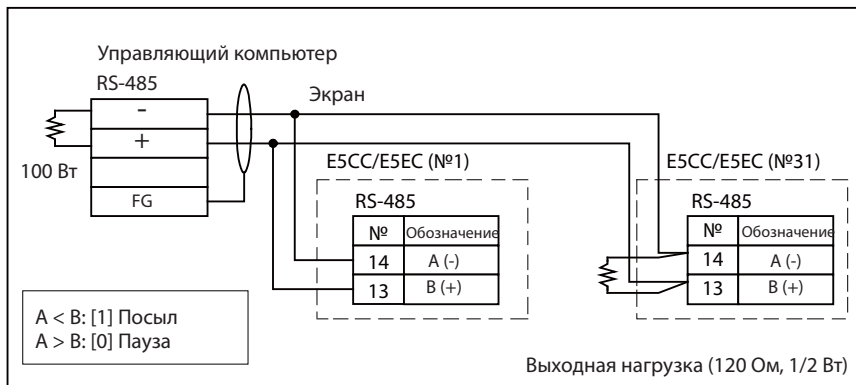 Управляющий компьютер
RS-485
-
+
FG
100 Вт
Экран
E5CC/E5EC (№1)
RS-485
№ Обозначение
14 A (-)
13 B (+)
E5CC/E5EC (№31)
RS-485
№ Обозначение
14 A (-)
13 B (+)
A < B: [1] Посыл
A > B: [0] Пауза
Выходная нагрузка (120 Ом, 1/2 Вт)